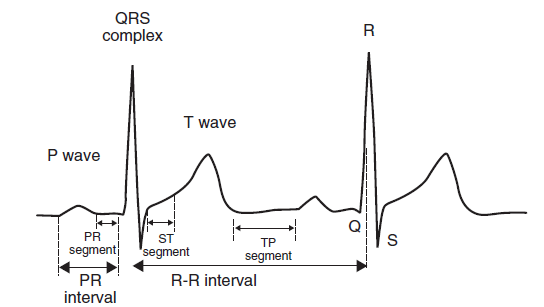 QRS
complex
R
T wave
P wave
Q
S
PR
segment
ST
segment
TP
segment
PR
interval
R-R interval